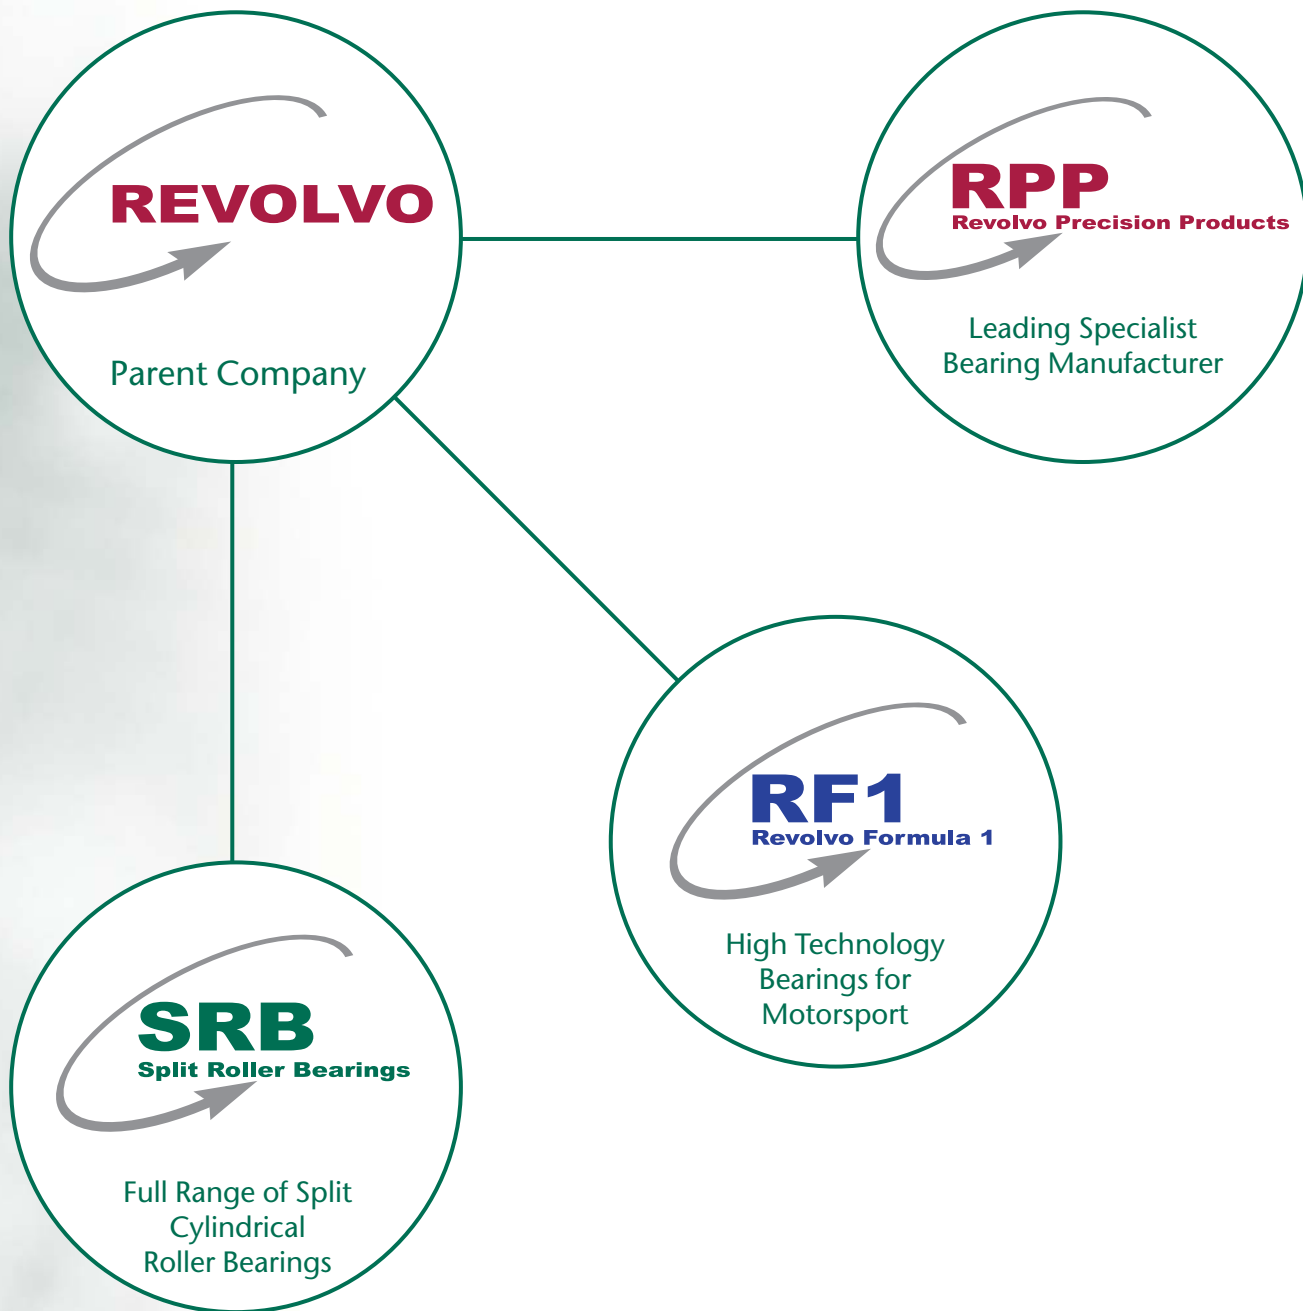 REVOLVO
Parent Company
RPP
Revolvo Precision Products
Leading Specialist
Bearing Manufacturer
RF1
Revolvo Formula 1
High Technology
Bearings for
Motorsport
SRB
Split Roller Bearings
Full Range of Split
Cylindrical
Roller Bearings